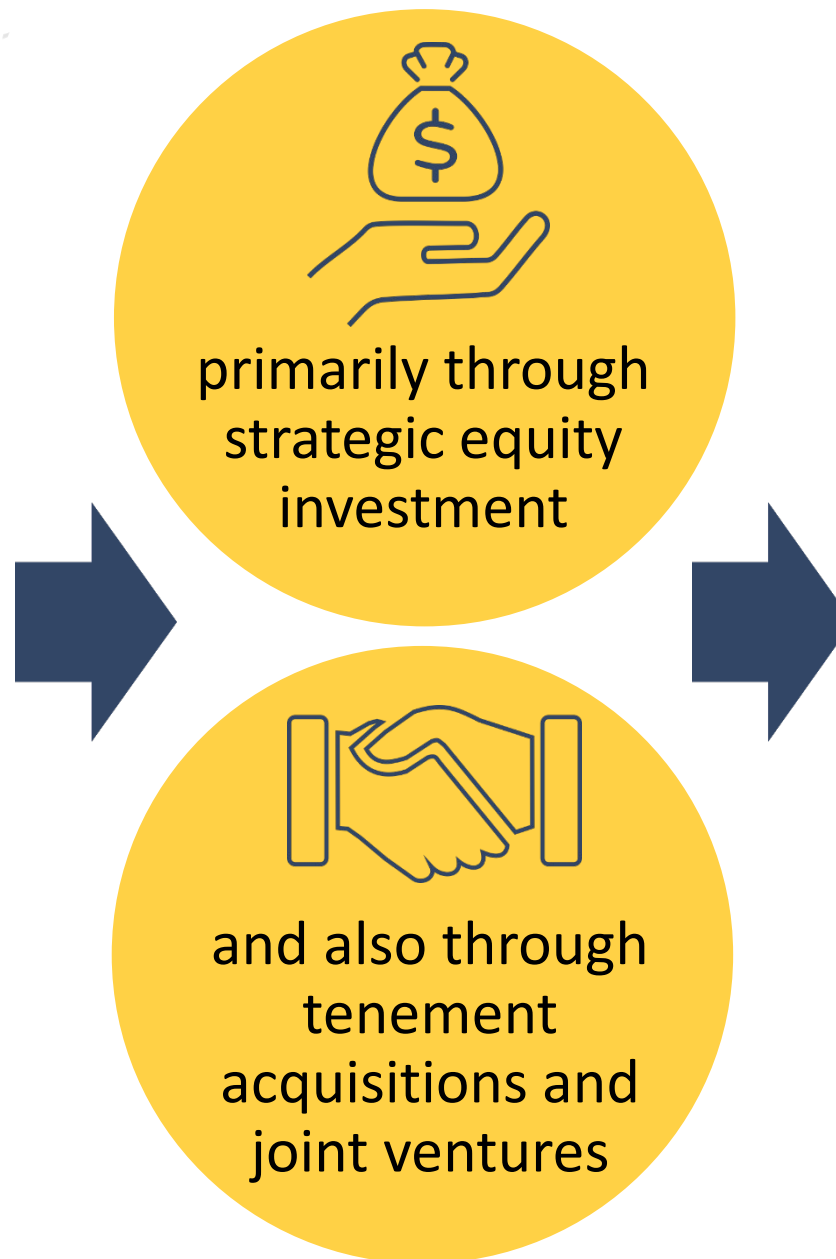 $
primarily through
strategic equity
investment
and also through
tenement
acquisitions and
joint ventures